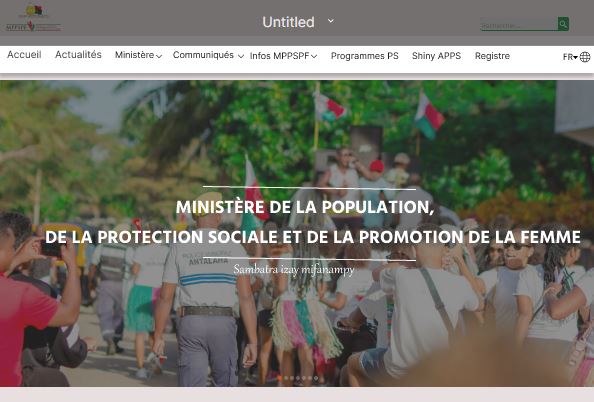 Untitled
MPPSPF
Rechercher...
Accueil Actualités Ministère Communiqués Infos MPPSPF Programmes PS Shiny APPS Registre FR
MINISTÈRE DE LA POPULATION,
DE LA PROTECTION SOCIALE ET DE LA PROMOTION DE LA FEMME
ANTALAHA
Sambatra izay mifanampy